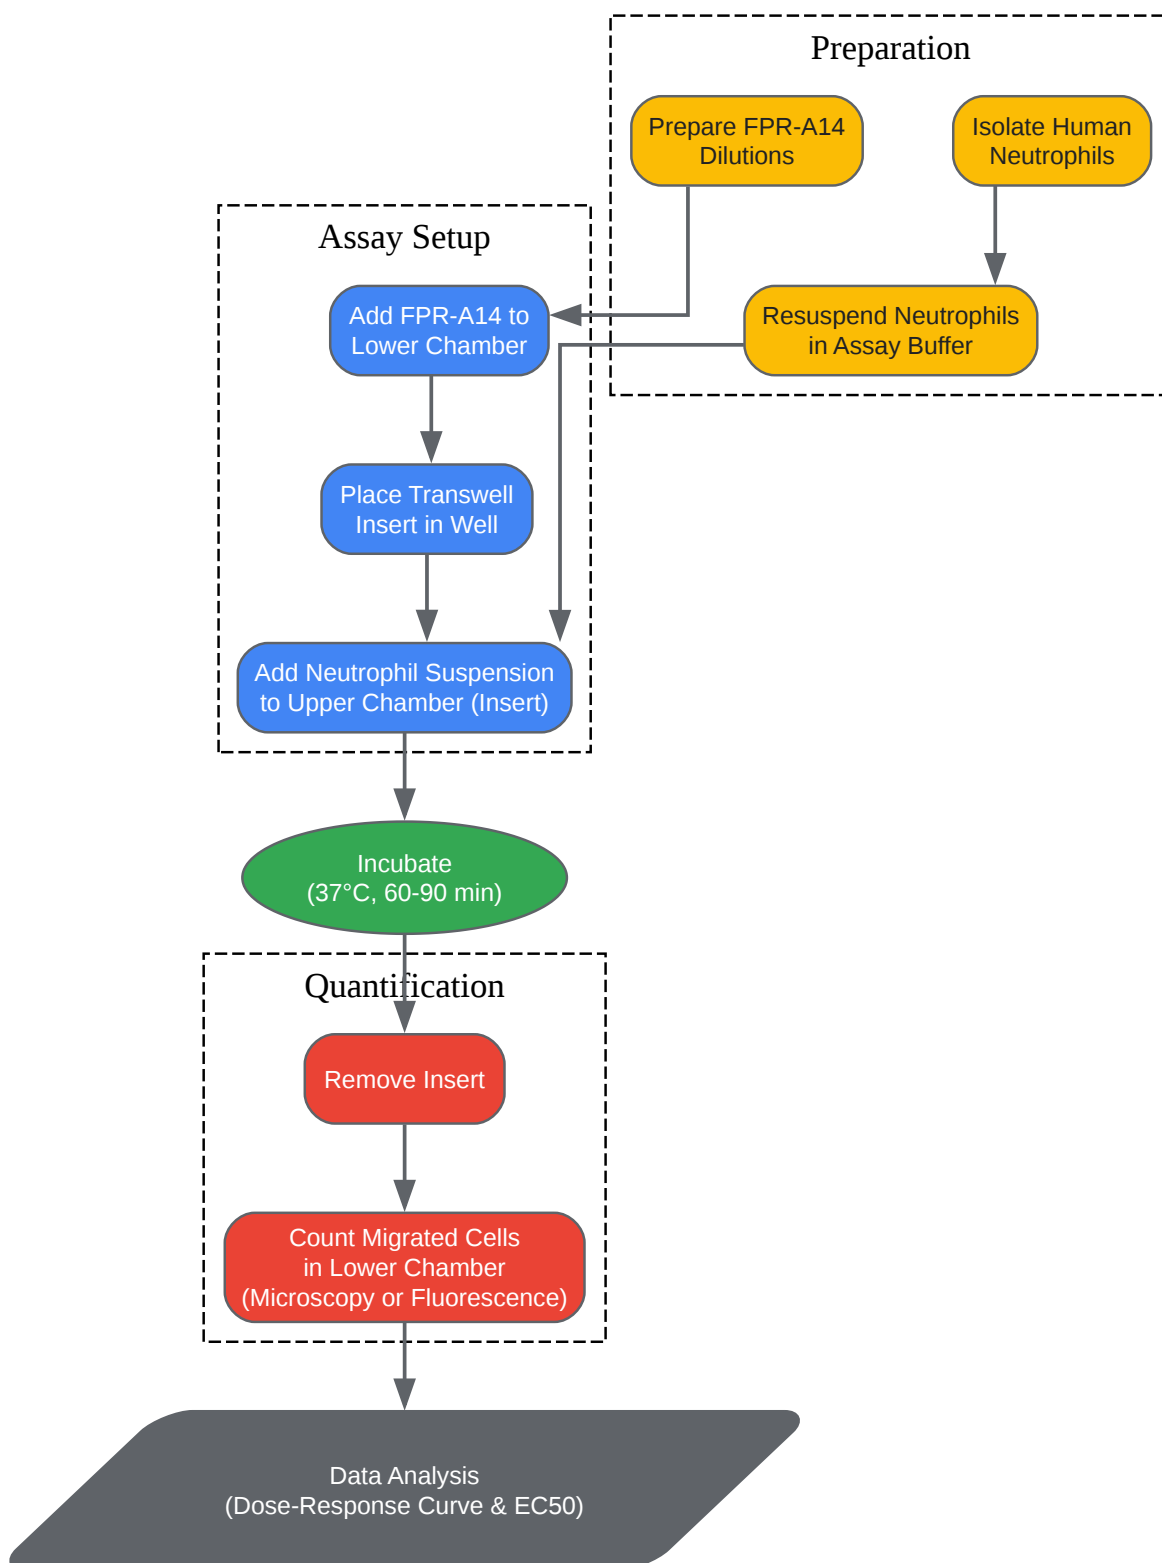 Preparation
Prepare FPR-A14
Dilutions
Isolate Human
Neutrophils
Resuspend Neutrophils
in Assay Buffer
Assay Setup
Add FPR-A14 to
Lower Chamber
Place Transwell
Insert in Well
Add Neutrophil Suspension
to Upper Chamber (Insert)
Incubate
(37°C, 60-90 min)
Quantification
Remove Insert
Count Migrated Cells
in Lower Chamber
(Microscopy or Fluorescence)
Data Analysis
(Dose-Response Curve & EC50)